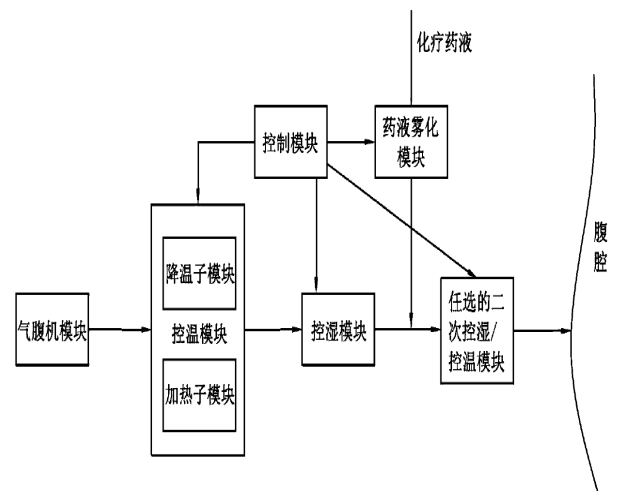 化疗药液
控制模块
药液雾化
模块
腹
腔
降温子模块
气腹机模块
控温模块
控湿模块
任选的二
次控湿/
控温模块
加热子模块